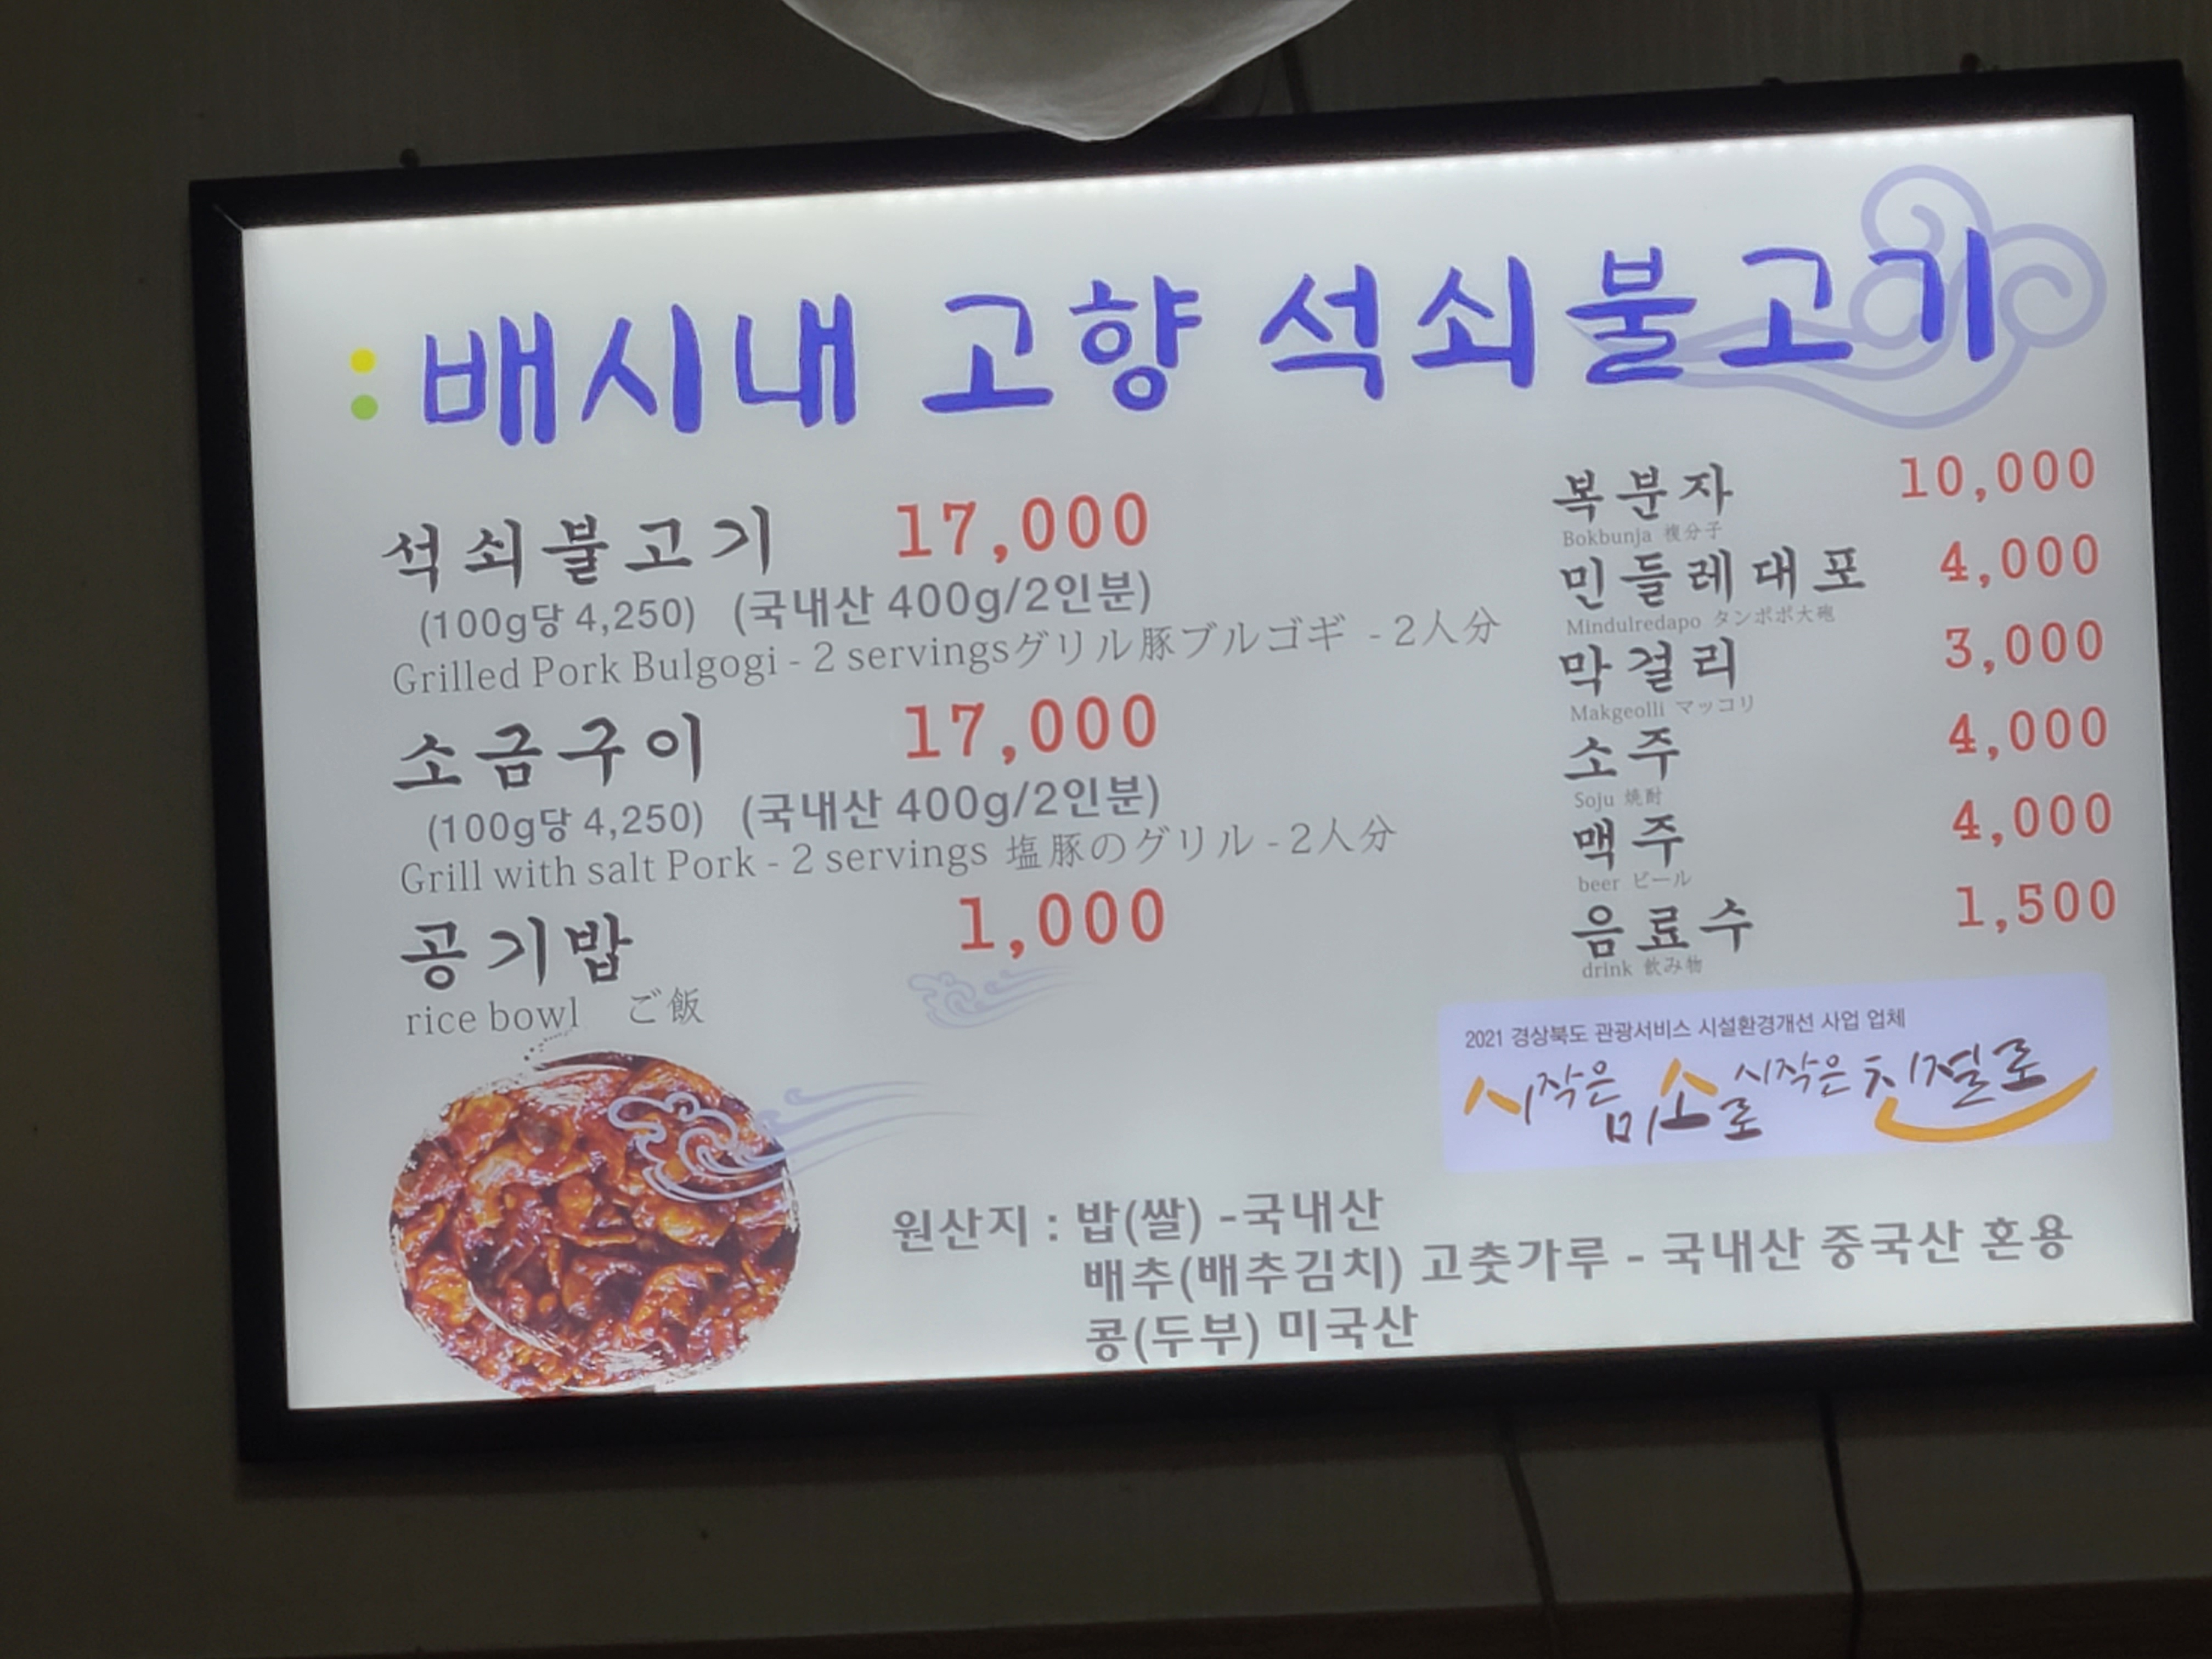 배시내 고향 석쇠불고기
석쇠불고기 17,000
(100g당 4,250) (국내산 400g/2인분)
Grilled Pork Bulgogi - 2 servingsグリル豚ブルゴギ - 2人分
소금구이 17,000
(100g당 4,250) (국내산 400g/2인분)
Grill with salt Pork - 2 servings 塩豚のグリル - 2人分
공기밥 1,000
rice bowl ご飯
복분자 10,000
Bokbunja 複分子
민들레대포 4,000
Mindulredapo タンポポ大砲
막걸리 3,000
Makgeolli マッコリ
소주 4,000
Soju 焼酎
맥주 4,000
beer ビール
음료수 1,500
drink 飲み物
2021 경상북도 관광서비스 시설환경개선 사업 업체
시작은 미소로 시작은 친절로
원산지 : 밥(쌀) -국내산
배추(배추김치) 고춧가루 - 국내산 중국산 혼용
콩(두부) 미국산